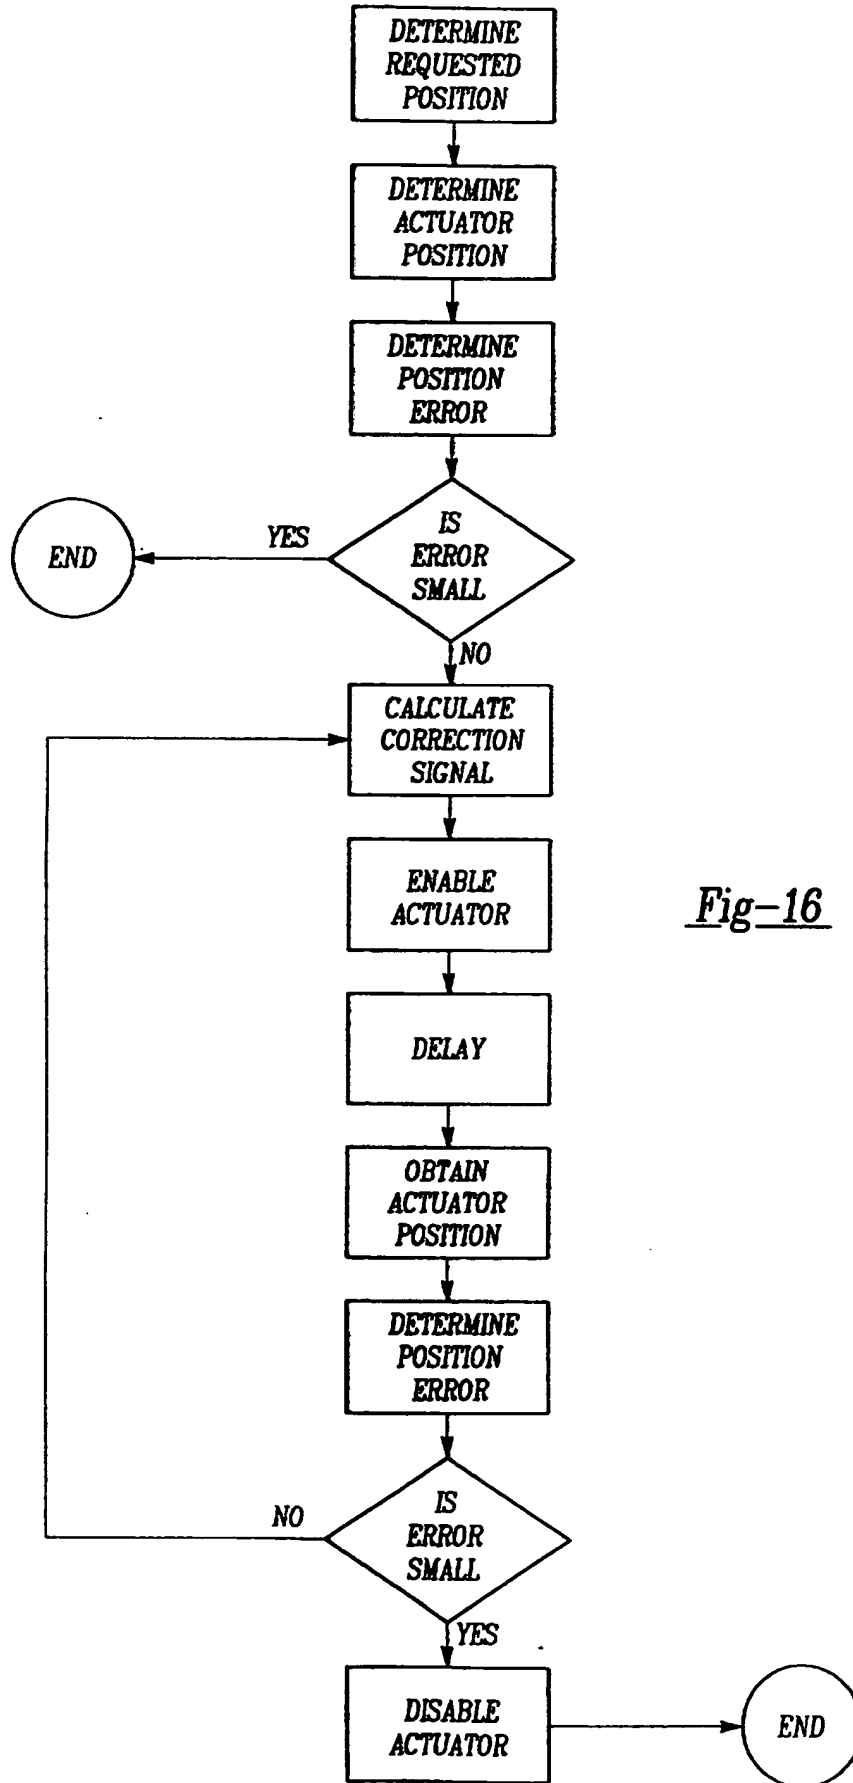 DETERMINE
REQUESTED
POSITION
DETERMINE
ACTUATOR
POSITION
DETERMINE
POSITION
ERROR
IS
ERROR
SMALL
YES
END
NO
CALCULATE
CORRECTION
SIGNAL
ENABLE
ACTUATOR
Fig-16
DELAY
OBTAIN
ACTUATOR
POSITION
DETERMINE
POSITION
ERROR
IS
ERROR
SMALL
NO
YES
DISABLE
ACTUATOR
END